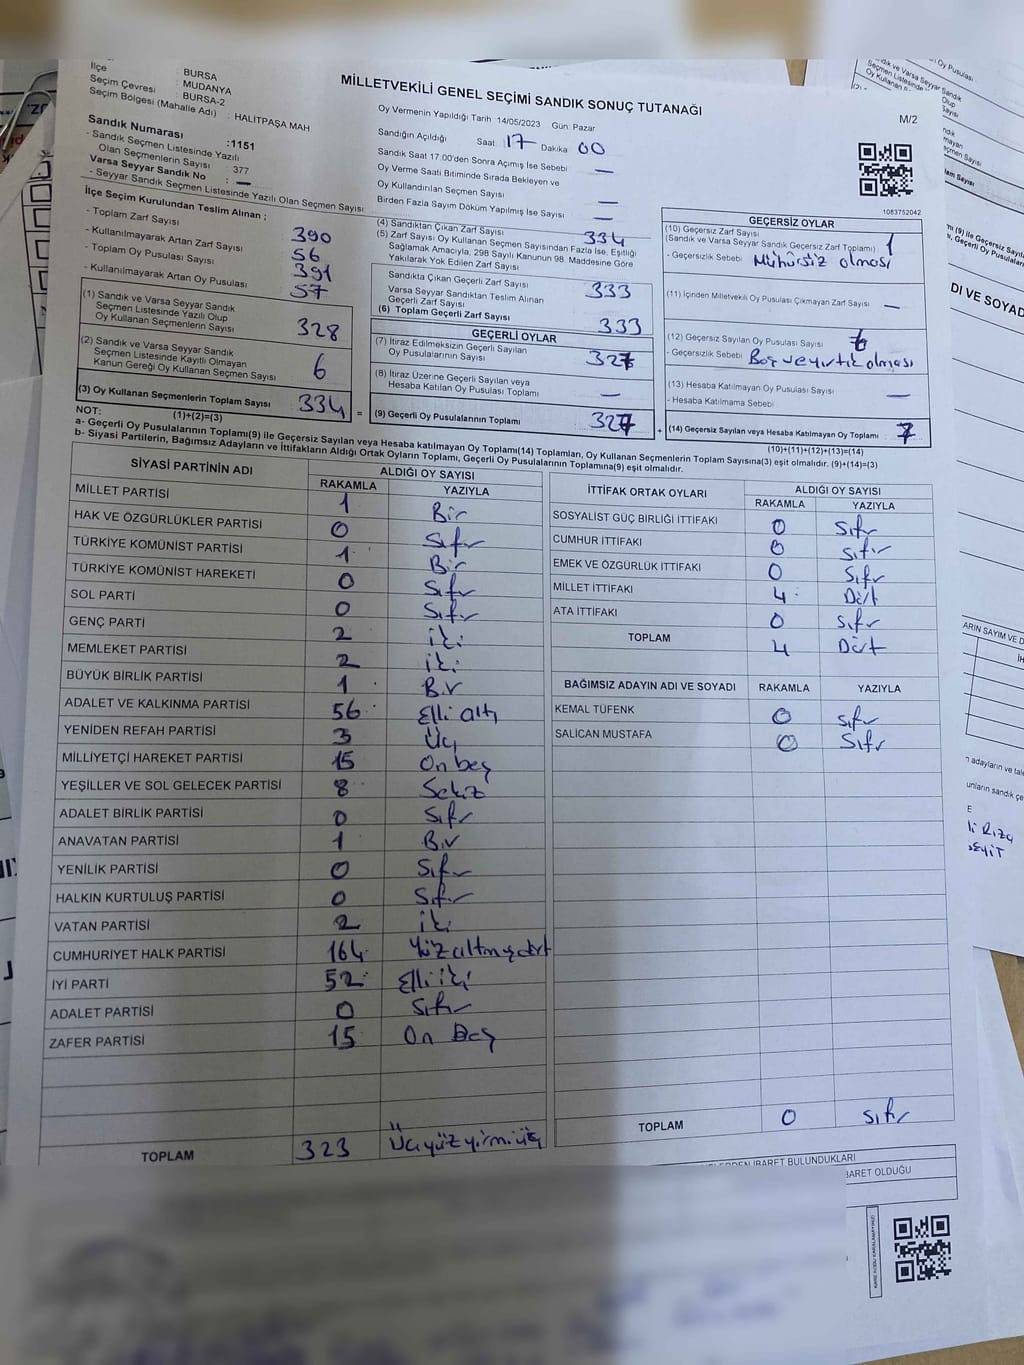 İlçe : BURSA
Seçim Çevresi : MUDANYA
Seçim Bölgesi (Mahalle Adı) : BURSA-2
: HALİTPAŞA MAH
MİLLETVEKİLİ GENEL SEÇİMİ SANDIK SONUÇ TUTANAĞI
M/2
Oy Vermenin Yapıldığı Tarih 14/05/2023 Gün: Pazar
Sandığın Açıldığı Saat 17 Dakika 00
Sandık Saat 17.00'den Sonra Açımış İse Sebebi —
Oy Verme Saati Bitiminde Sırada Bekleyen ve
Oy Kullandırılan Seçmen Sayısı —
Birden Fazla Sayım Döküm Yapılmış İse Sayısı —
Sandık Numarası :1151
- Sandık Seçmen Listesinde Yazılı
Olan Seçmenlerin Sayısı : 377
Varsa Seyyar Sandık No : —
- Seyyar Sandık Seçmen Listesinde Yazılı Olan Seçmen Sayısı:
İlçe Seçim Kurulundan Teslim Alınan ;
- Toplam Zarf Sayısı : 390
- Kullanılmayarak Artan Zarf Sayısı : 56
- Toplam Oy Pusulası Sayısı : 391
- Kullanılmayarak Artan Oy Pusulası : 57
(1) Sandık ve Varsa Seyyar Sandık
Seçmen Listesinde Yazılı Olup
Oy Kullanan Seçmenlerin Sayısı 328
(2) Sandık ve Varsa Seyyar Sandık
Seçmen Listesinde Kayıtlı Olmayan
Kanun Gereği Oy Kullanan Seçmen Sayısı 6
(3) Oy Kullanan Seçmenlerin Toplam Sayısı 334 =
(1)+(2)=(3)
(4) Sandıktan Çıkan Zarf Sayısı 334
(5) Zarf Sayısı Oy Kullanan Seçmen Sayısından Fazla İse, Eşitliği
Sağlamak Amacıyla, 298 Sayılı Kanunun 98. Maddesine Göre
Yakılarak Yok Edilen Zarf Sayısı
Sandıkta Çıkan Geçerli Zarf Sayısı 333
Varsa Seyyar Sandıktan Teslim Alınan
Geçerli Zarf Sayısı
(6) Toplam Geçerli Zarf Sayısı 333
GEÇERLİ OYLAR
(7) İtiraz Edilmeksizin Geçerli Sayılan
Oy Pusulalarının Sayısı 327
(8) İtiraz Üzerine Geçerli Sayılan veya
Hesaba Katılan Oy Pusulası Toplamı —
(9) Geçerli Oy Pusulalarının Toplamı : 327 +
1083752042
GEÇERSİZ OYLAR
(10) Geçersiz Zarf Sayısı
(Sandık ve Varsa Seyyar Sandık Geçersiz Zarf Toplamı) 1
- Geçersizlik Sebebi Mühürsüz olması
(11) İçinden Milletvekili Oy Pusulası Çıkmayan Zarf Sayısı —
(12) Geçersiz Sayılan Oy Pusulası Sayısı 6
- Geçersizlik Sebebi Boş ve yırtık olması
(13) Hesaba Katılmayan Oy Pusulası Sayısı —
- Hesaba Katılmama Sebebi
(14) Geçersiz Sayılan veya Hesaba Katılmayan Oy Toplamı : 7
(10)+(11)+(12)+(13)=(14)
NOT:
a- Geçerli Oy Pusulalarının Toplamı(9) ile Geçersiz Sayılan veya Hesaba katılmayan Oy Toplamı(14) Toplamları, Oy Kullanan Seçmenlerin Toplam Sayısına(3) eşit olmalıdır. (9)+(14)=(3)
b- Siyasi Partilerin, Bağımsız Adayların ve İttifakların Aldığı Ortak Oyların Toplamı, Geçerli Oy Pusulalarının Toplamına(9) eşit olmalıdır.
SİYASİ PARTİNİN ADI ALDIĞI OY SAYISI
RAKAMLA YAZIYLA
MİLLET PARTİSİ 1 Bir
HAK VE ÖZGÜRLÜKLER PARTİSİ 0 Sıfır
TÜRKİYE KOMÜNİST PARTİSİ 1 Bir
TÜRKİYE KOMÜNİST HAREKETİ 0 Sıfır
SOL PARTİ 0 Sıfır
GENÇ PARTİ 2 iki
MEMLEKET PARTİSİ 2 iki
BÜYÜK BİRLİK PARTİSİ 1 Bir
ADALET VE KALKINMA PARTİSİ 56 Elli altı
YENİDEN REFAH PARTİSİ 3 Üç
MİLLİYETÇİ HAREKET PARTİSİ 15 On beş
YEŞİLLER VE SOL GELECEK PARTİSİ 8 Sekiz
ADALET BİRLİK PARTİSİ 0 Sıfır
ANAVATAN PARTİSİ 1 Bir
YENİLİK PARTİSİ 0 Sıfır
HALKIN KURTULUŞ PARTİSİ 0 Sıfır
VATAN PARTİSİ 2 iki
CUMHURİYET HALK PARTİSİ 164 Yüz altmışdört
İYİ PARTİ 52 Elli iki
ADALET PARTİSİ 0 Sıfır
ZAFER PARTİSİ 15 On Beş
TOPLAM 323 Üçyüzyirmiüç
İTTİFAK ORTAK OYLARI ALDIĞI OY SAYISI
RAKAMLA YAZIYLA
SOSYALİST GÜÇ BİRLİĞİ İTTİFAKI 0 Sıfır
CUMHUR İTTİFAKI 0 Sıfır
EMEK VE ÖZGÜRLÜK İTTİFAKI 0 Sıfır
MİLLET İTTİFAKI 4 Dört
ATA İTTİFAKI 0 Sıfır
TOPLAM 4 Dört
BAĞIMSIZ ADAYIN ADI VE SOYADI RAKAMLA YAZIYLA
KEMAL TÜFENK 0 Sıfır
SALİCAN MUSTAFA 0 Sıfır
TOPLAM 0 Sıfır
İBARET BULUNDUKLARI
BARET OLDUĞU